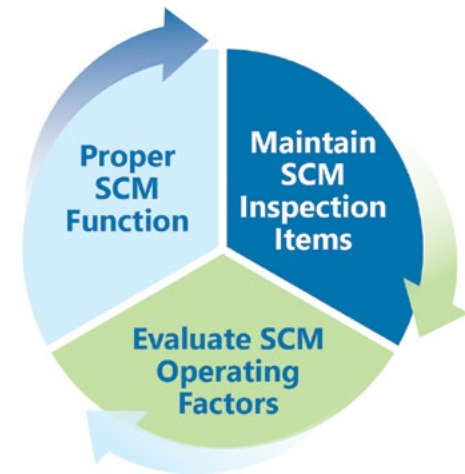 Proper
SCM
Function
Maintain
SCM
Inspection
Items
Evaluate SCM
Operating
Factors